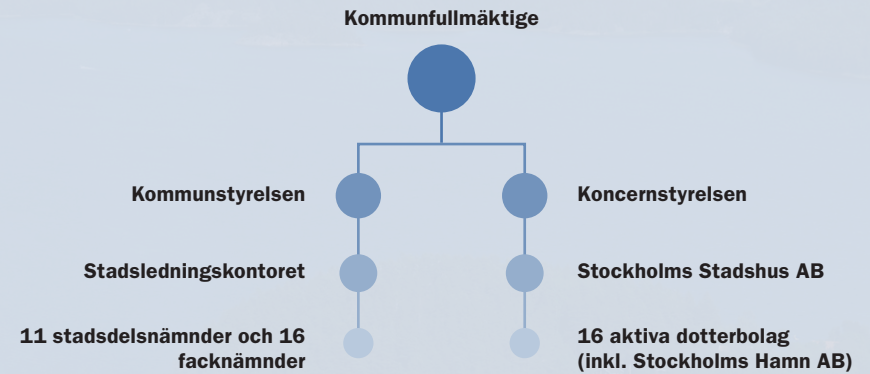 Kommunfullmäktige
Kommunstyrelsen
Koncernstyrelsen
Stadsledningskontoret
Stockholms Stadshus AB
11 stadsdelsnämnder och 16
facknämnder
16 aktiva dotterbolag
(inkl. Stockholms Hamn AB)